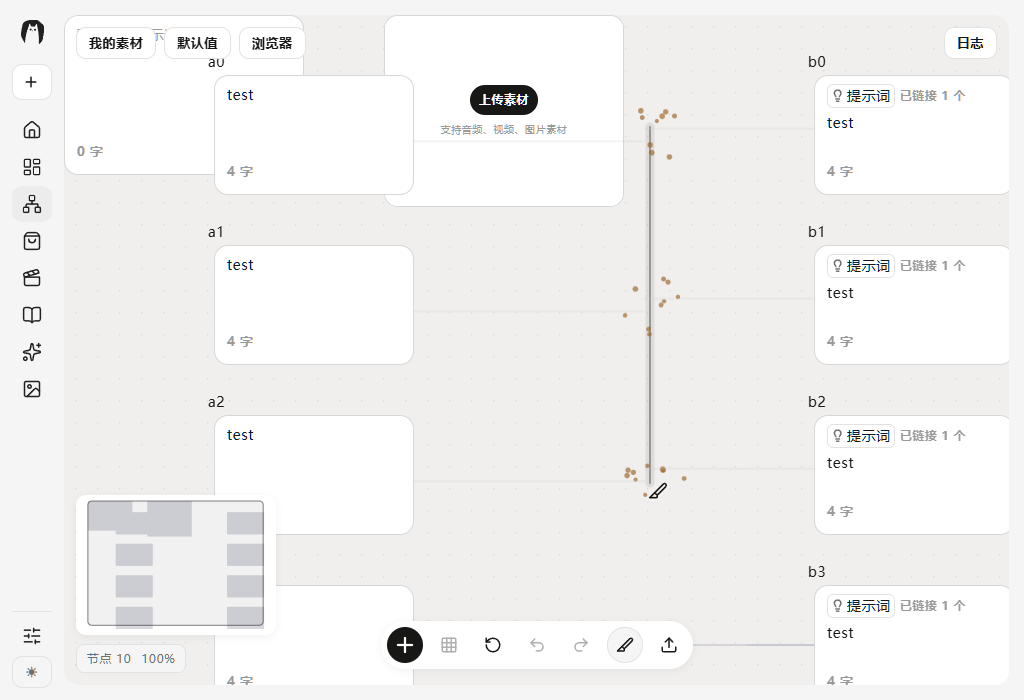 我的素材
默认值
浏览器
日志
0 字
a0
test
4 字
上传素材
支持音频、视频、图片素材
b0
提示词 已链接 1 个
test
4 字
a1
test
4 字
b1
提示词 已链接 1 个
test
4 字
a2
test
b2
提示词 已链接 1 个
test
4 字
4 字
b3
提示词 已链接 1 个
test
4 字
节点 10 100%